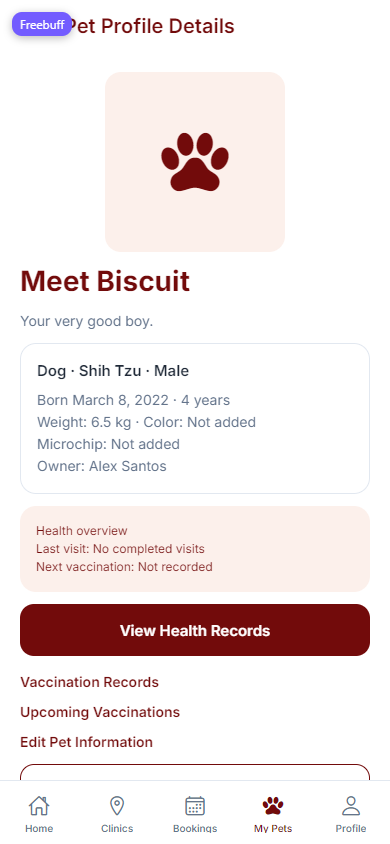 Freebuff
Pet Profile Details
Meet Biscuit
Your very good boy.
Dog · Shih Tzu · Male
Born March 8, 2022 · 4 years
Weight: 6.5 kg · Color: Not added
Microchip: Not added
Owner: Alex Santos
Health overview
Last visit: No completed visits
Next vaccination: Not recorded
View Health Records
Vaccination Records
Upcoming Vaccinations
Edit Pet Information
Home Clinics Bookings My Pets Profile